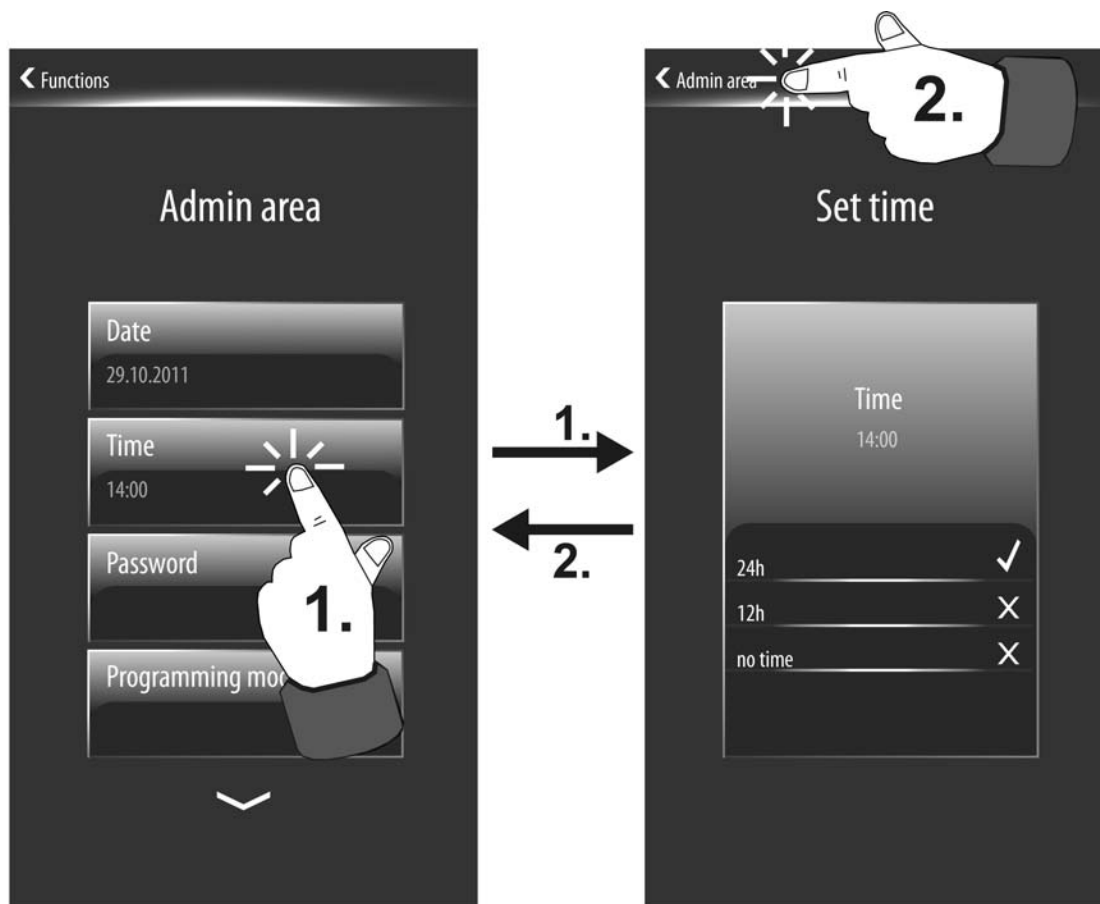 Functions
Admin area
Date
29.10.2011
Time
14:00
Password
1.
Programming
1.
2.
Admin area
2.
Set time
Time
14:00
24h
12h
no time